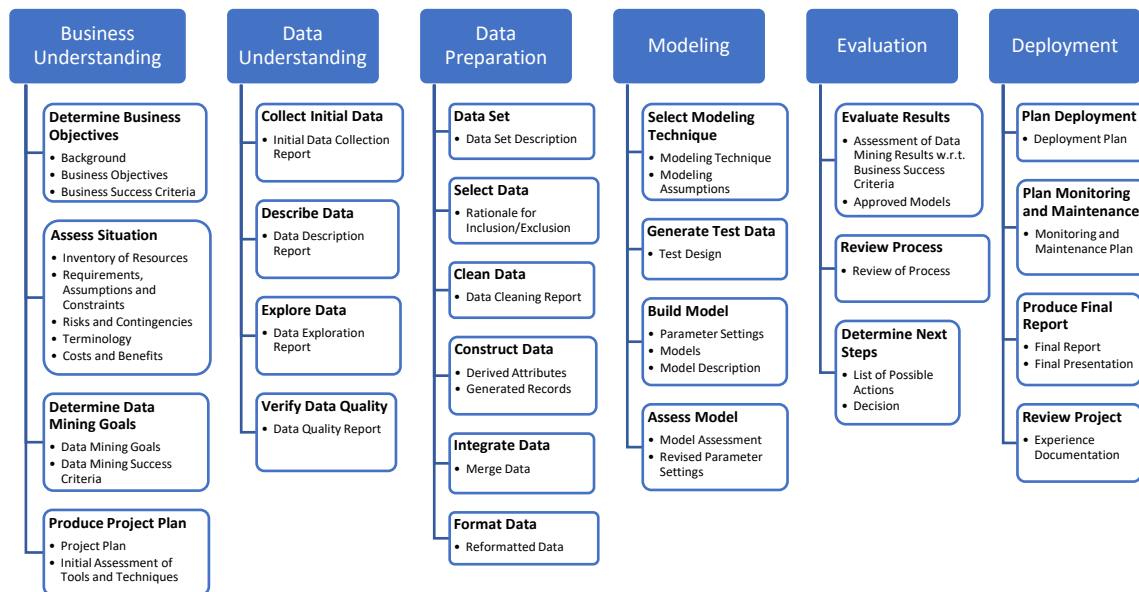 Business
Understanding
Determine Business
Objectives
• Background
• Business Objectives
• Business Success Criteria
Assess Situation
• Inventory of Resources
• Requirements,
Assumptions and
Constraints
• Risks and Contingencies
• Terminology
• Costs and Benefits
Determine Data
Mining Goals
• Data Mining Goals
• Data Mining Success
Criteria
Produce Project Plan
• Project Plan
• Initial Assessment of
Tools and Techniques
Data
Understanding
Collect Initial Data
• Initial Data Collection
Report
Describe Data
• Data Description
Report
Explore Data
• Data Exploration
Report
Verify Data Quality
• Data Quality Report
Data
Preparation
Data Set
• Data Set Description
Select Data
• Rationale for
Inclusion/Exclusion
Clean Data
• Data Cleaning Report
Construct Data
• Derived Attributes
• Generated Records
Integrate Data
• Merge Data
Format Data
• Reformatted Data
Modeling
Select Modeling
Technique
• Modeling Technique
• Modeling
Assumptions
Generate Test Data
• Test Design
Build Model
• Parameter Settings
• Models
• Model Description
Assess Model
• Model Assessment
• Revised Parameter
Settings
Evaluation
Evaluate Results
• Assessment of Data
Mining Results w.r.t.
Business Success
Criteria
• Approved Models
Review Process
• Review of Process
Determine Next
Steps
• List of Possible
Actions
• Decision
Deployment
Plan Deployment
• Deployment Plan
Plan Monitoring
and Maintenance
• Monitoring and
Maintenance Plan
Produce Final
Report
• Final Report
• Final Presentation
Review Project
• Experience
Documentation